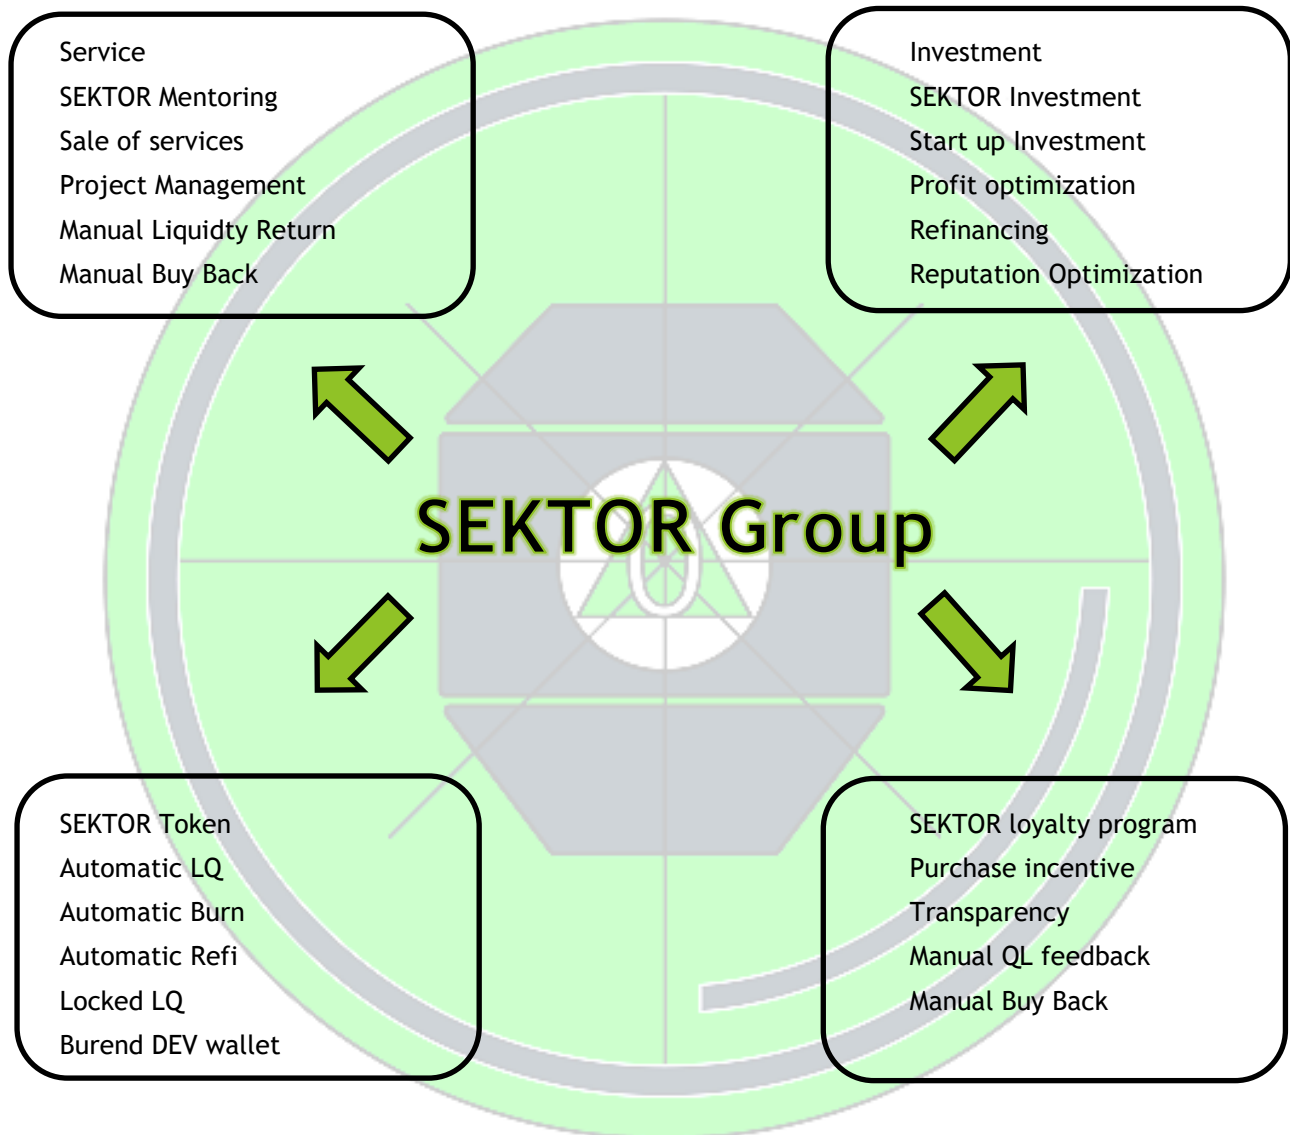 Service
SEKTOR Mentoring
Sale of services
Project Management
Manual Liquidty Return
Manual Buy Back
Investment
SEKTOR Investment
Start up Investment
Profit optimization
Refinancing
Reputation Optimization
SEKTOR Group
SEKTOR Token
Automatic LQ
Automatic Burn
Automatic Refi
Locked LQ
Burend DEV wallet
SEKTOR loyalty program
Purchase incentive
Transparency
Manual QL feedback
Manual Buy Back